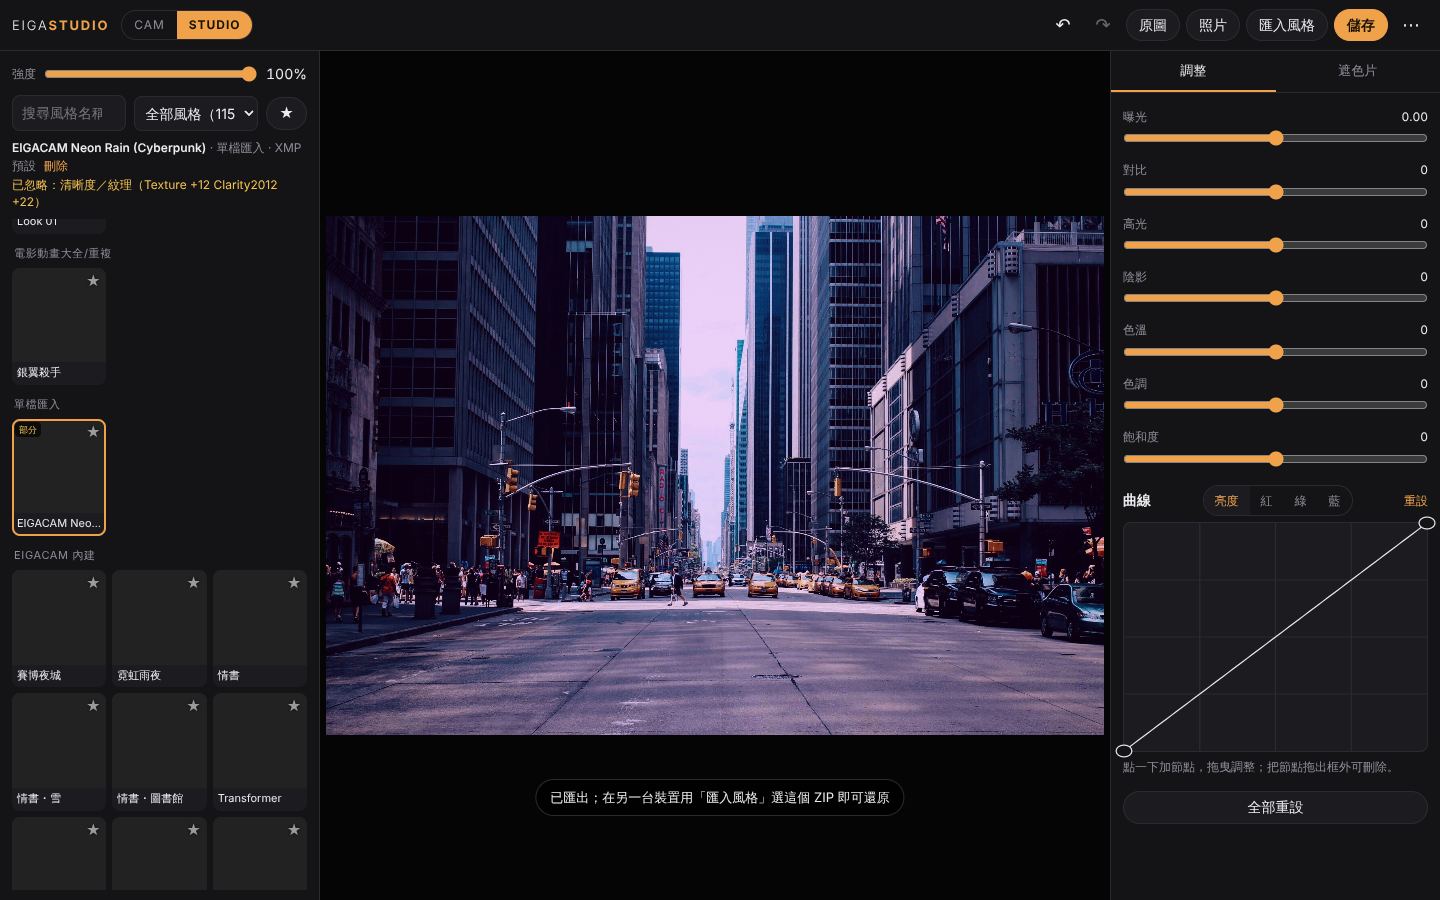 EIGASTUDIO
CAM
STUDIO
↶
↷
原圖
照片
匯入風格
儲存
⋯
強度
100%
搜尋風格名稱
全部風格（115
★
EIGACAM Neon Rain (Cyberpunk) · 單檔匯入 · XMP
預設 刪除
已忽略：清晰度／紋理（Texture +12 Clarity2012
+22）
Look 01
電影動畫大全/重複
★
銀翼殺手
單檔匯入
部分
★
EIGACAM Neo...
EIGACAM 內建
★
★
★
賽博夜城
霓虹雨夜
情書
★
★
★
情書・雪
情書・圖書館
Transformer
★
★
★
已匯出；在另一台裝置用「匯入風格」選這個 ZIP 即可還原
調整
遮色片
曝光
0.00
對比
0
高光
0
陰影
0
色溫
0
色調
0
飽和度
0
曲線
亮度
紅
綠
藍
重設
點一下加節點，拖曳調整；把節點拖出框外可刪除。
全部重設